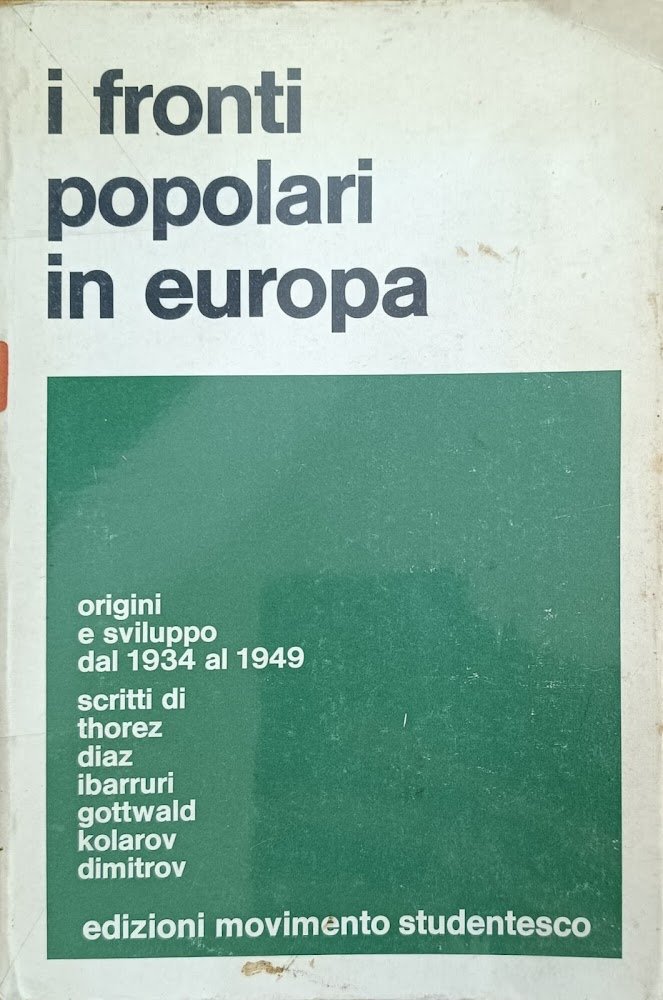 i fronti
popolari
in europa
origini
e sviluppo
dal 1934 al 1949
scritti di
thorez
diaz
ibarruri
gottwald
kolarov
dimitrov
edizioni movimento studentesco